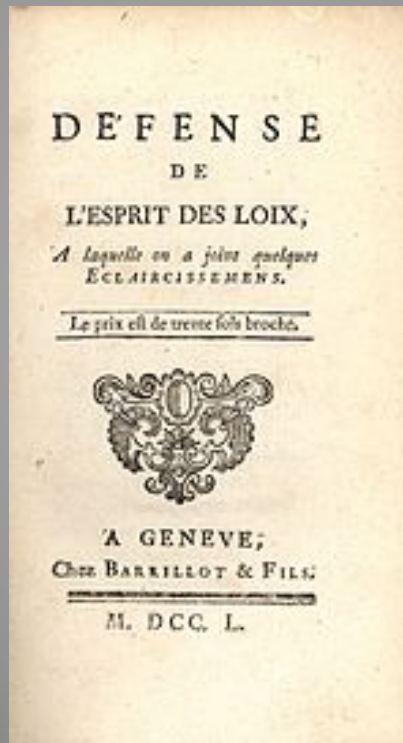 DÉFENSE
DE
L'ESPRIT DES LOIX,
A laquelle on a joint quelques
ECLAIRCISSEMENS.
Le prix est de trente sols broché.
A GENEVE,
Chez BARRILLOT & FILS.
M. DCC. L.